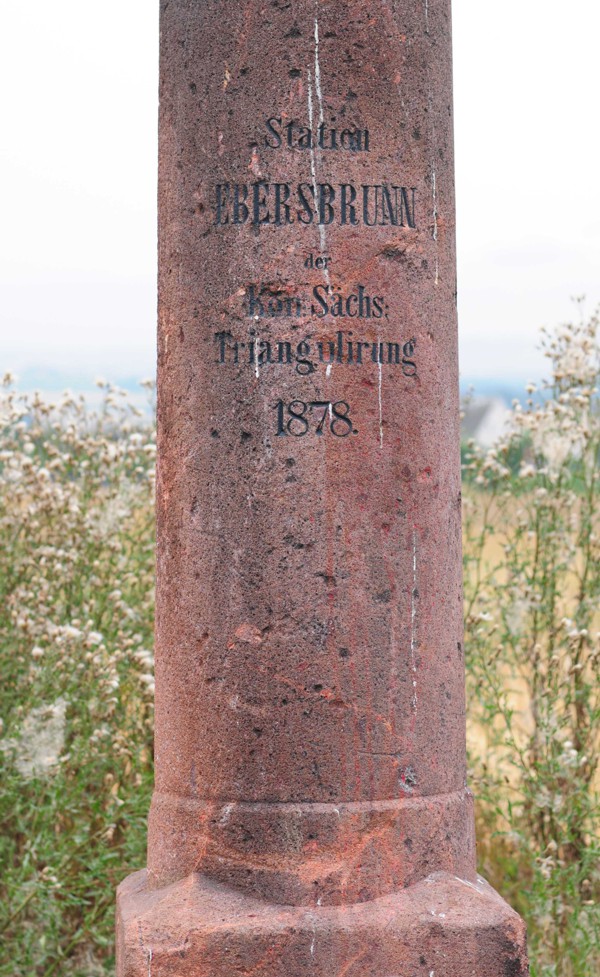 Station
EBERSBRUNN
der
Kön. Sächs.
Triangulirung
1878.